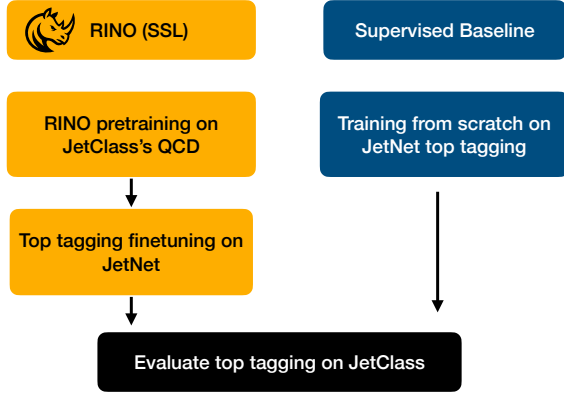 RINO (SSL)
Supervised Baseline
RINO pretraining on
JetClass's QCD
Training from scratch on
JetNet top tagging
Top tagging finetuning on
JetNet
Evaluate top tagging on JetClass